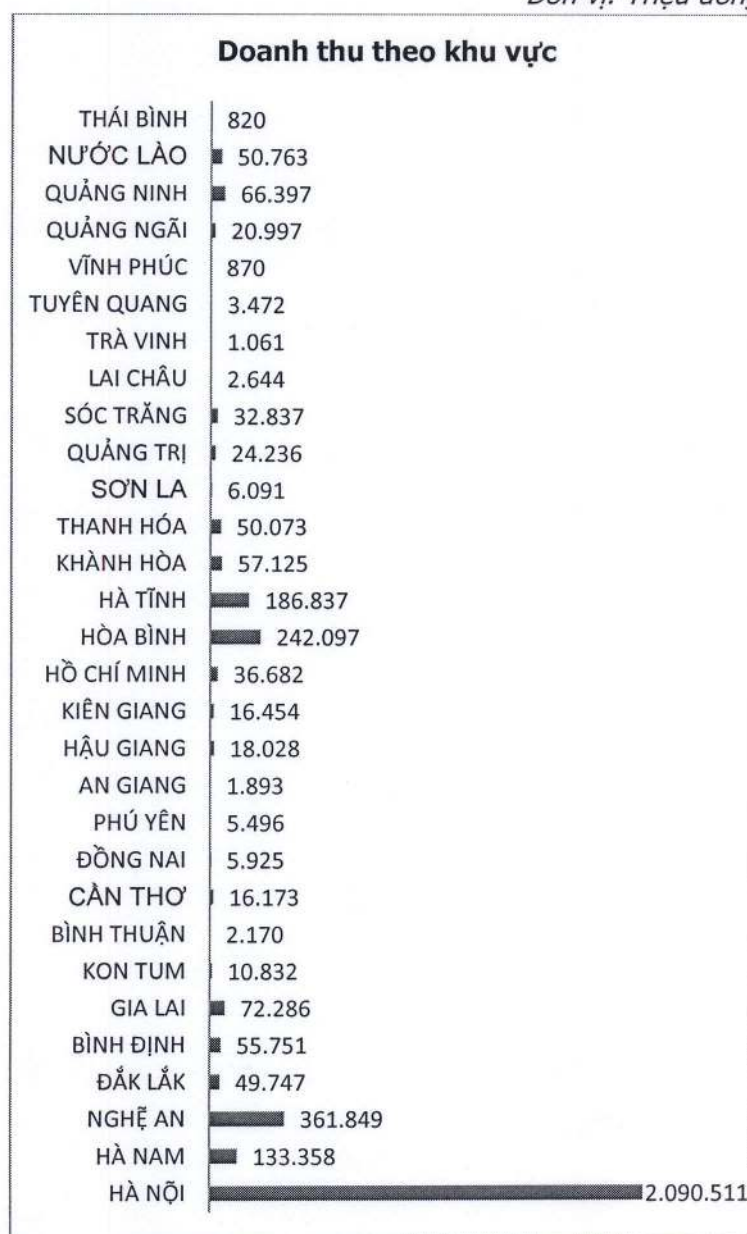 Đơn vị: Triệu đồng
Doanh thu theo khu vực
THÁI BÌNH 820
NƯỚC LÀO 50.763
QUẢNG NINH 66.397
QUẢNG NGÃI 20.997
VĨNH PHÚC 870
TUYÊN QUANG 3.472
TRÀ VINH 1.061
LAI CHÂU 2.644
SÓC TRĂNG 32.837
QUẢNG TRỊ 24.236
SƠN LA 6.091
THANH HÓA 50.073
KHÀNH HÒA 57.125
HÀ TĨNH 186.837
HÒA BÌNH 242.097
HỒ CHÍ MINH 36.682
KIÊN GIANG 16.454
HẬU GIANG 18.028
AN GIANG 1.893
PHÚ YÊN 5.496
ĐỒNG NAI 5.925
CẦN THƠ 16.173
BÌNH THUẬN 2.170
KON TUM 10.832
GIA LAI 72.286
BÌNH ĐỊNH 55.751
ĐẮK LẮK 49.747
NGHỆ AN 361.849
HÀ NAM 133.358
HÀ NỘI 2.090.511